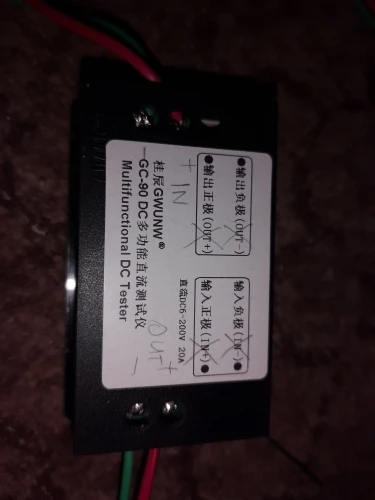 桂辰GWUNW®
—GC-90 DC多功能直流测试仪
Multifunctional DC Tester
+ IN
OUT +
—
●输出负极(OUT-)
●输出正极(OUT+)
输入负极(IN-)●
输入正极(IN+)●
直流DC6-200V 20A